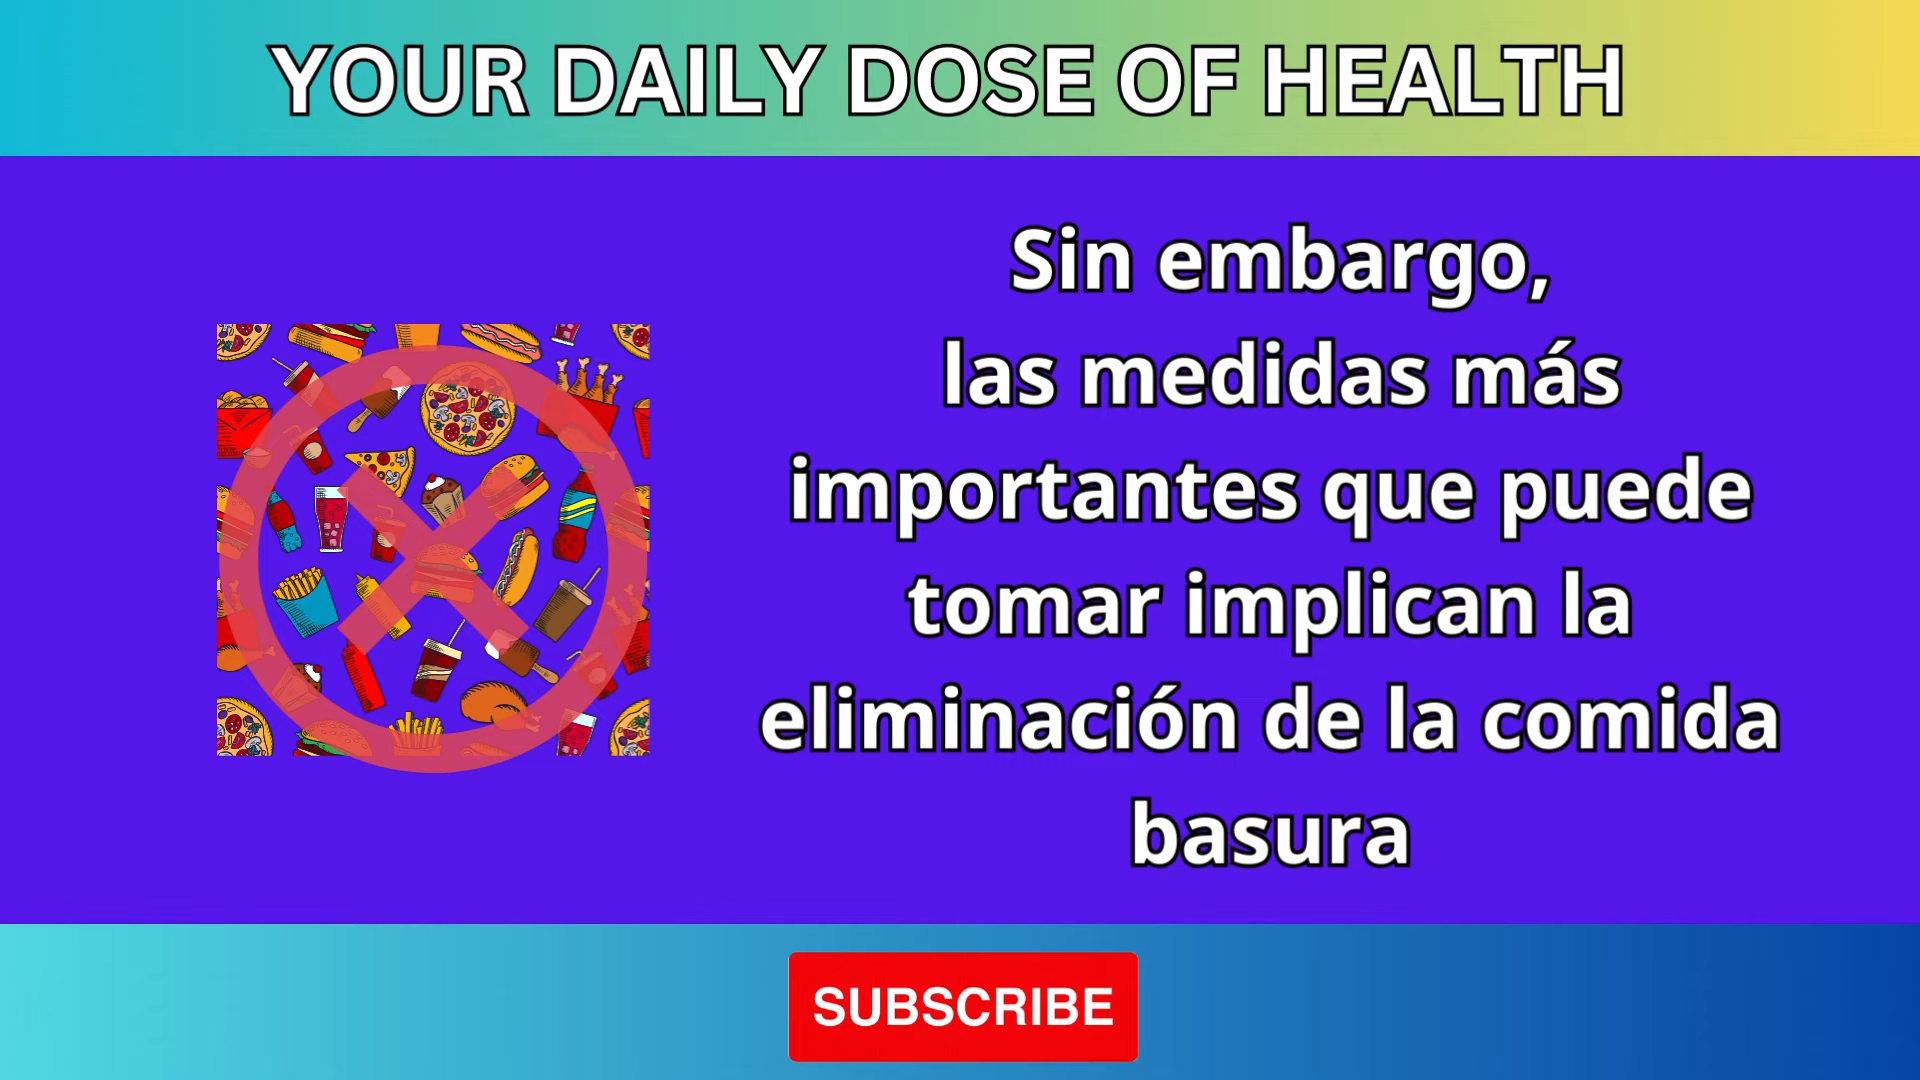 YOUR DAILY DOSE OF HEALTH
Sin embargo,
las medidas más
importantes que puede
tomar implican la
eliminación de la comida
basura
SUBSCRIBE